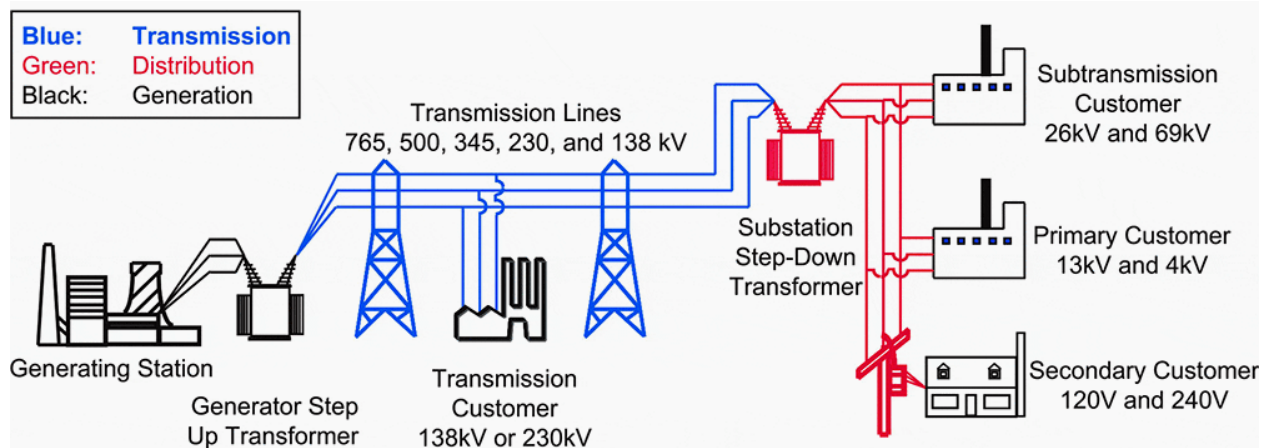 Blue: Transmission
Green: Distribution
Black: Generation
Transmission Lines
765, 500, 345, 230, and 138 kV
Subtransmission
Customer
26kV and 69kV
Substation
Step-Down
Transformer
Primary Customer
13kV and 4kV
Generating Station
Generator Step
Up Transformer
Transmission
Customer
138kV or 230kV
Secondary Customer
120V and 240V